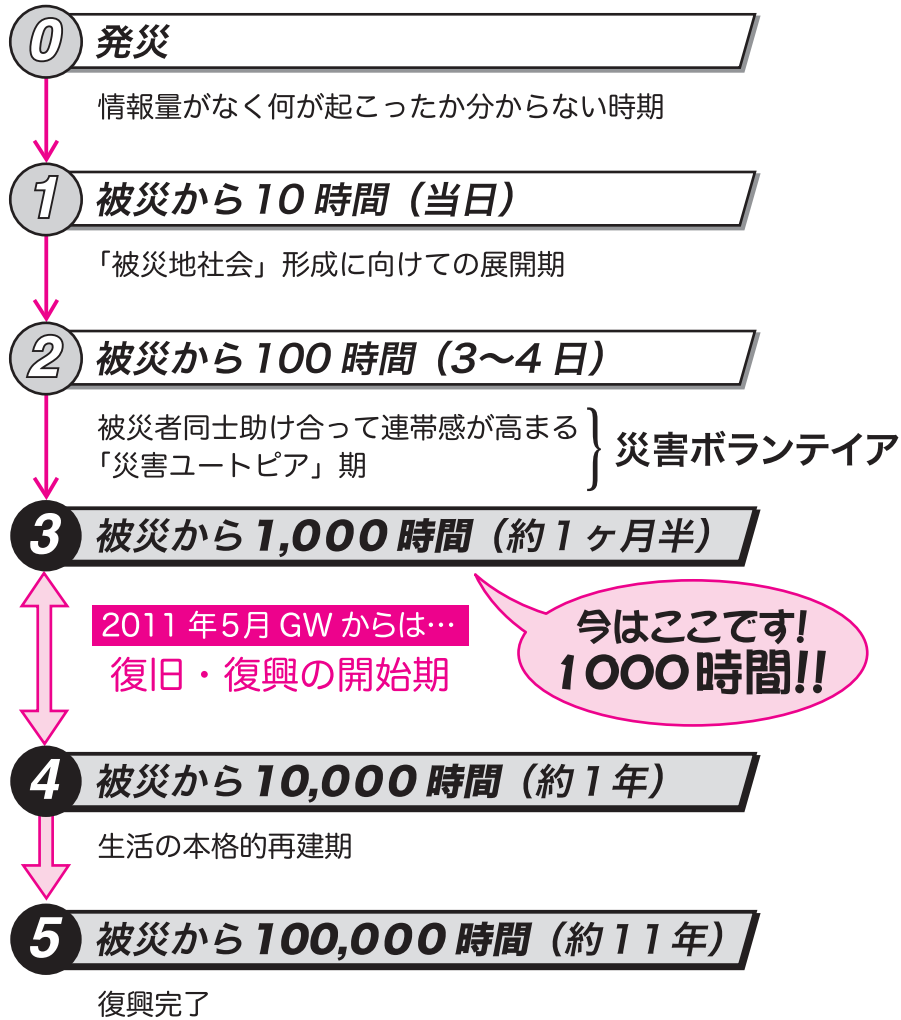 0 発災
情報量がなく何が起こったか分からない時期
1 被災から10時間（当日）
「被災地社会」形成に向けての展開期
2 被災から100時間（3～4日）
被災者同士助け合って連帯感が高まる
「災害ユートピア」期
災害ボランテイア
3 被災から1,000時間（約1ヶ月半）
今はここです!
1000時間!!
2011年5月GWからは…
復旧・復興の開始期
4 被災から10,000時間（約1年）
生活の本格的再建期
5 被災から100,000時間（約11年）
復興完了